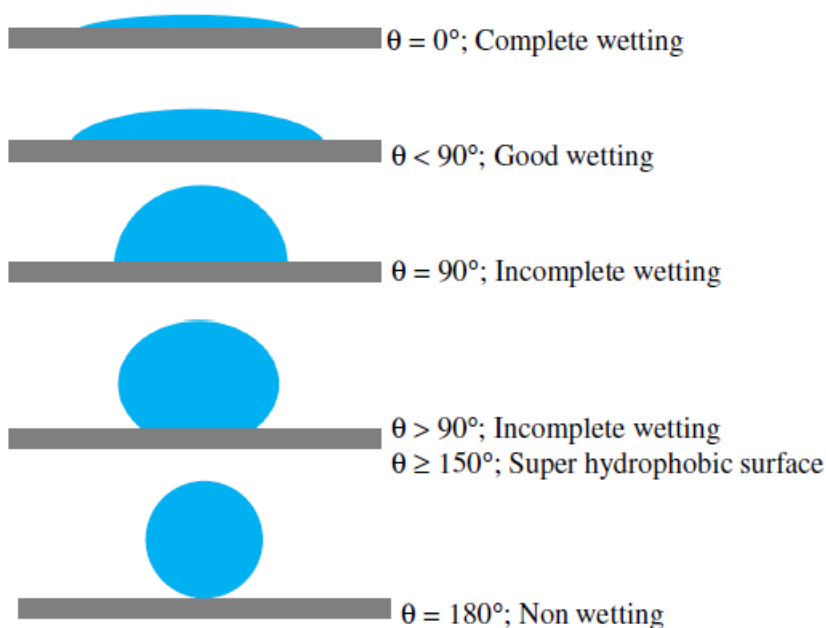 θ = 0°; Complete wetting
θ < 90°; Good wetting
θ = 90°; Incomplete wetting
θ > 90°; Incomplete wetting
θ ≥ 150°; Super hydrophobic surface
θ = 180°; Non wetting